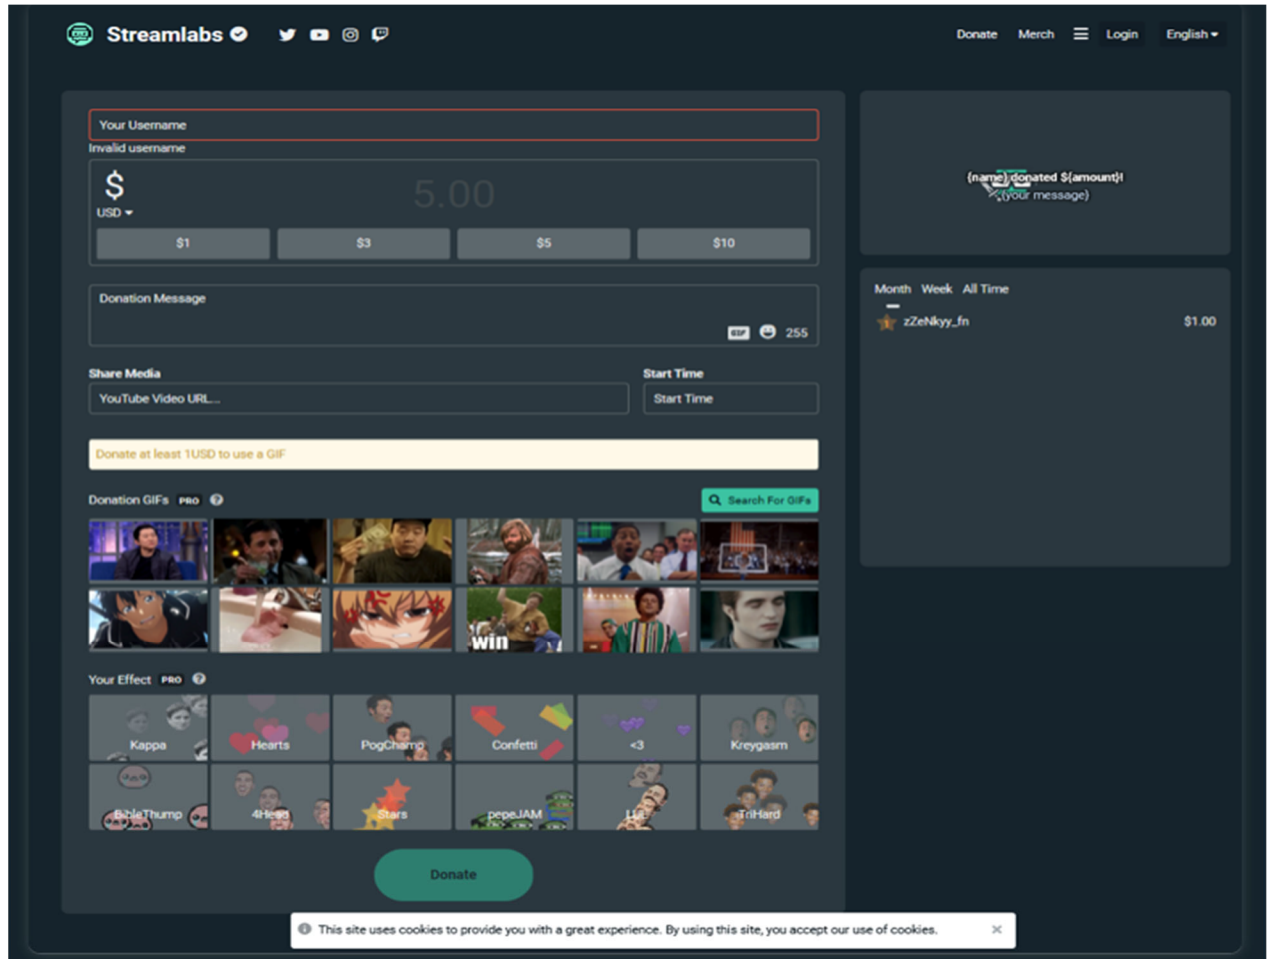 Streamlabs
Donate Merch Login English
Your Username
Invalid username
$ 5.00
USD
$1 $3 $5 $10
Donation Message
GIF 255
Share Media Start Time
YouTube Video URL... Start Time
Donate at least 1USD to use a GIF
Donation GIFs PRO ? Search For GIFs
win
Your Effect PRO ?
Kappa Hearts PogChamp Confetti <3 Kreygasm
BibleThump 4Head Stars pepeJAM LUL TriHard
Donate
{name} donated ${amount}!
{your message}
Month Week All Time
1 zZeNkyy_fn $1.00
This site uses cookies to provide you with a great experience. By using this site, you accept our use of cookies. ×